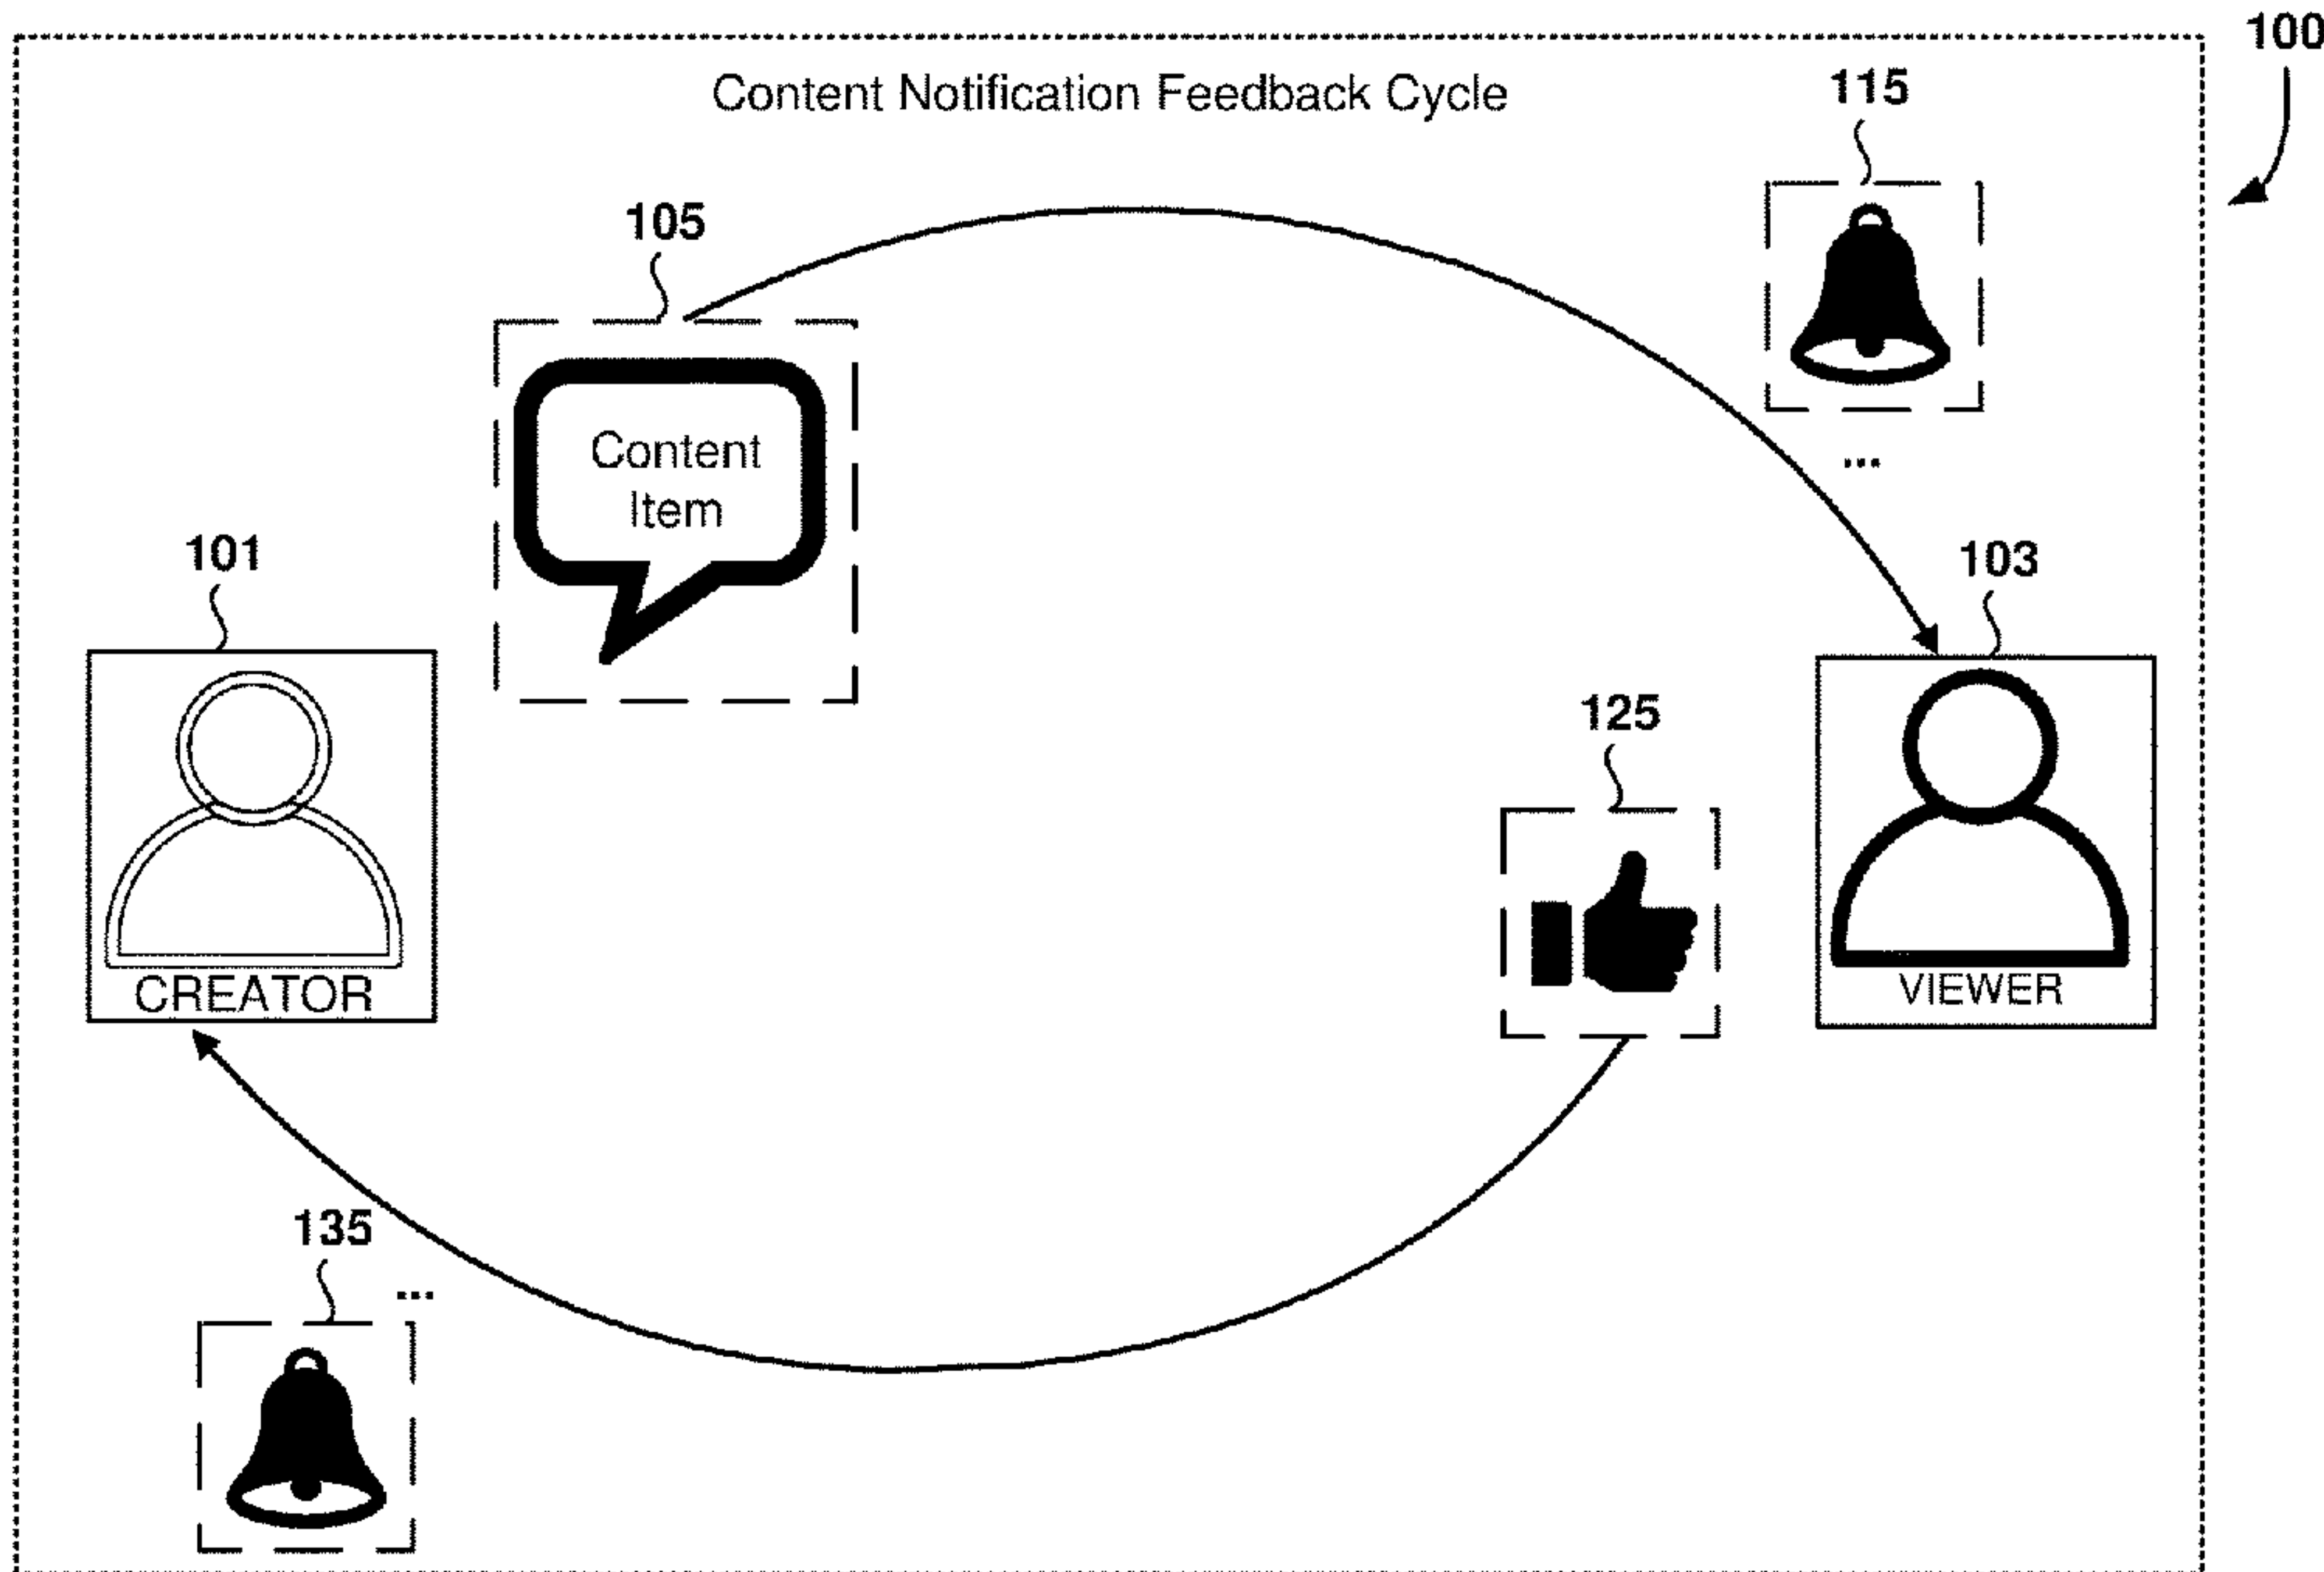 100
Content Notification Feedback Cycle
115
105
Content
Item
...
101
103
125
CREATOR
VIEWER
135
...